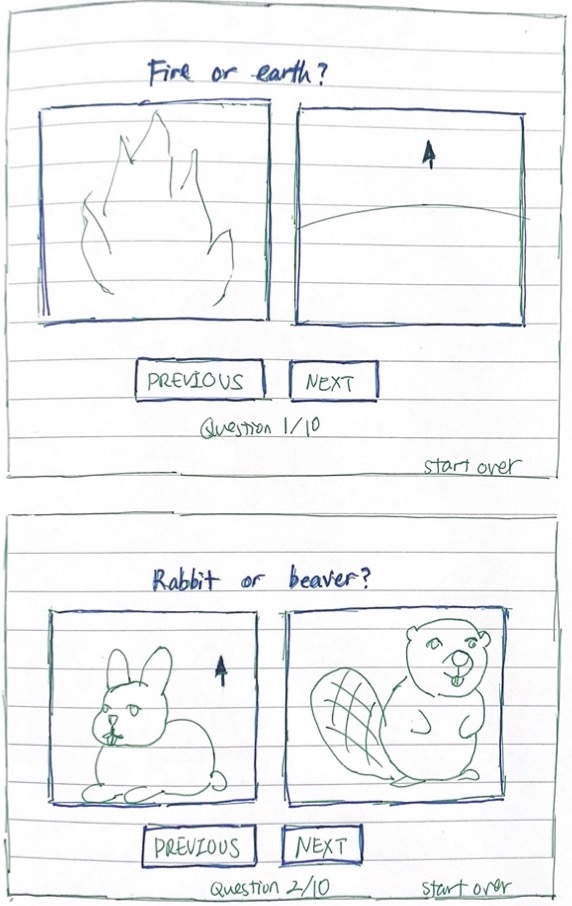 Fire or earth?
PREVIOUS NEXT
Question 1/10
start over
Rabbit or beaver?
PREVIOUS NEXT
Question 2/10 start over